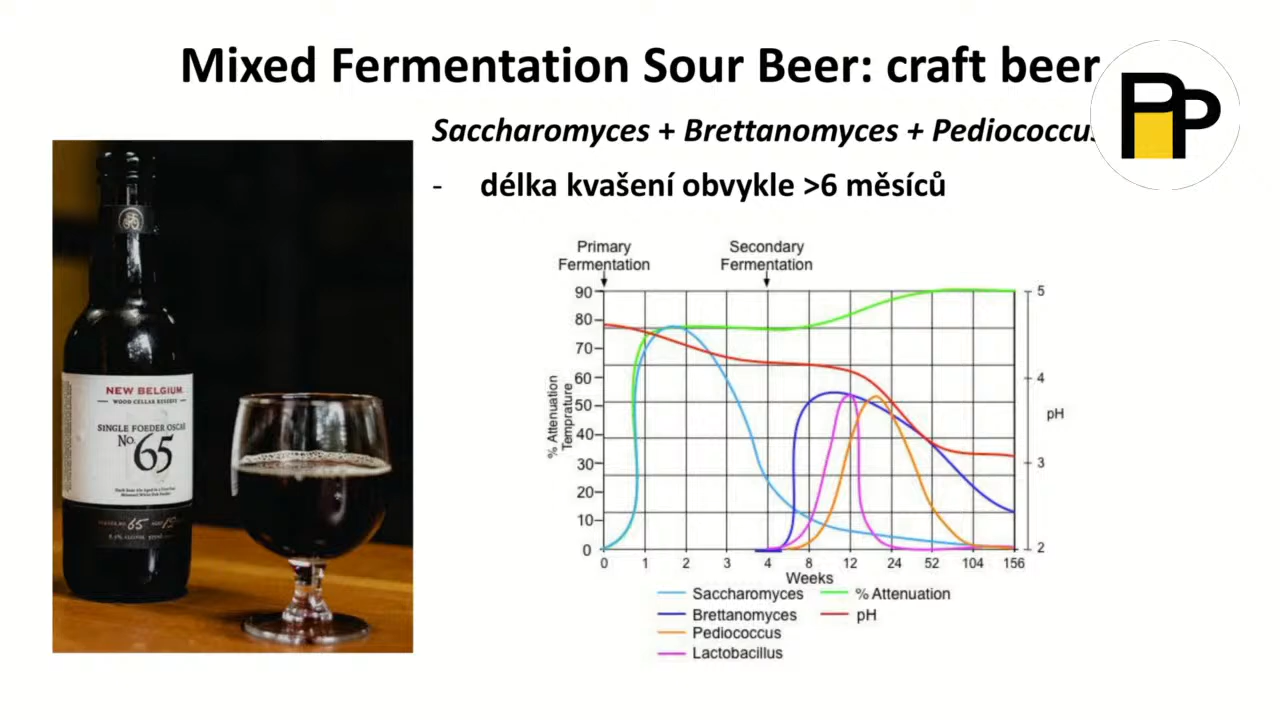 Mixed Fermentation Sour Beer: craft beer
Saccharomyces + Brettanomyces + Pediococcus
- délka kvašení obvykle >6 měsíců
PP
NEW BELGIUM
WOOD CELLAR RESERVE
SINGLE FOEDER OSCAR
No. 65
65
Primary Fermentation
Secondary Fermentation
90
80
70
60
50
40
30
20
10
0
% Attenuation
Temprature
5
4
3
2
pH
0 1 2 3 4 8 12 24 52 104 156
Weeks
Saccharomyces
% Attenuation
Brettanomyces
pH
Pediococcus
Lactobacillus